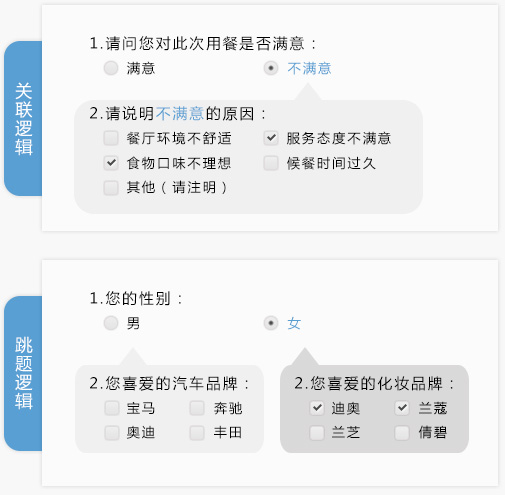 关联逻辑
1.请问您对此次用餐是否满意：
满意 不满意
2.请说明不满意的原因：
餐厅环境不舒适 服务态度不满意
食物口味不理想 候餐时间过久
其他（请注明）
跳题逻辑
1.您的性别：
男 女
2.您喜爱的汽车品牌：
宝马 奔驰
奥迪 丰田
2.您喜爱的化妆品牌：
迪奥 兰蔻
兰芝 倩碧